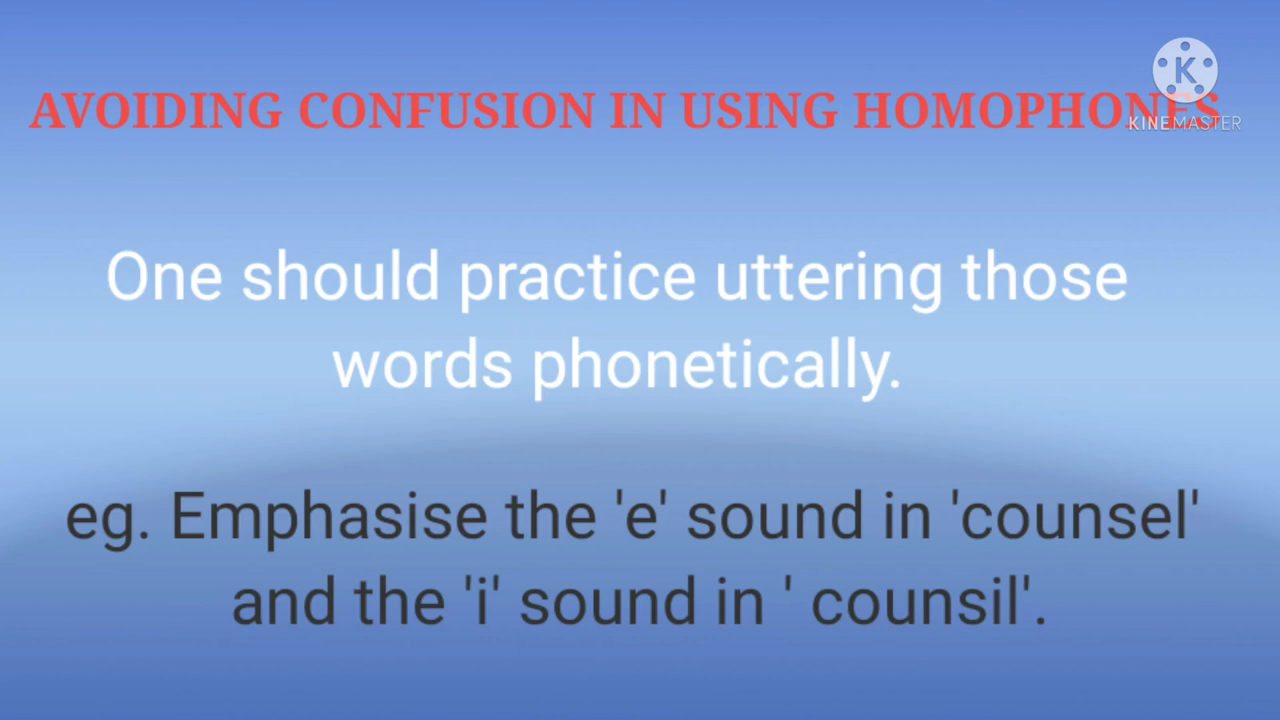 AVOIDING CONFUSION IN USING HOMOPHONES
KINEMASTER
One should practice uttering those
words phonetically.
eg. Emphasise the 'e' sound in 'counsel'
and the 'i' sound in ' counsil'.